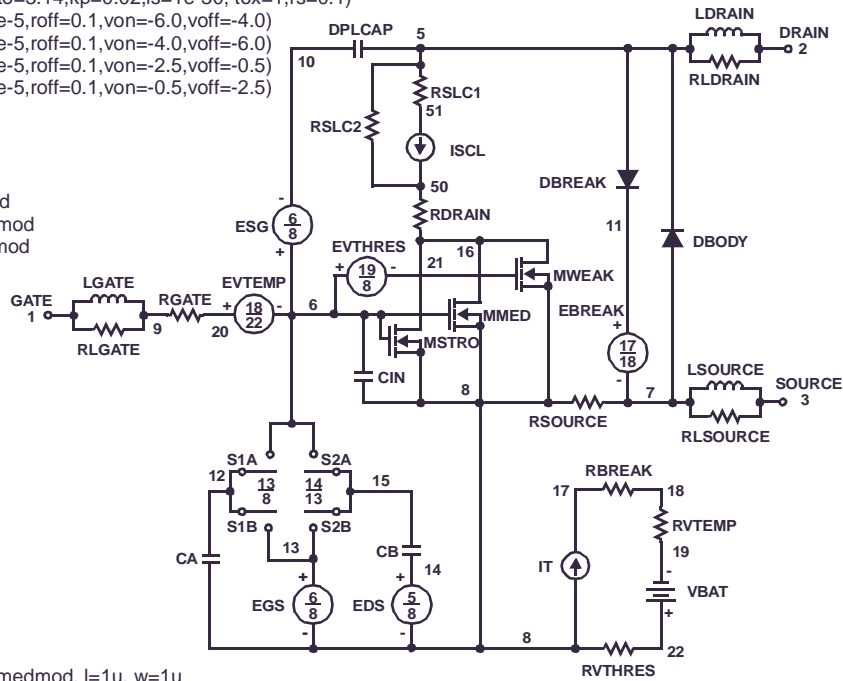 e-5,roff=0.1,von=-6.0,voff=-4.0)
e-5,roff=0.1,von=-4.0,voff=-6.0)
e-5,roff=0.1,von=-2.5,voff=-0.5)
e-5,roff=0.1,von=-0.5,voff=-2.5)
DPLCAP
5
10
LDRAIN
DRAIN
2
RLDRAIN
RSLC1
51
RSLC2
ISCL
50
RDRAIN
DBREAK
11
DBODY
d
mod
mod
-
ESG
6
8
+
EVTHRES
+ 19 -
8
21
16
MWEAK
LGATE
GATE
1
RLGATE
9
RGATE
20
EVTEMP
+ 18 -
22
6
MMED
MSTRO
EBREAK
+
17
18
-
CIN
8
RSOURCE
7
LSOURCE
SOURCE
3
RLSOURCE
S1A
S2A
12
13
8
14
13
15
S1B
S2B
13
CA
CB
14
+
EGS
6
8
-
+
EDS
5
8
-
8
RBREAK
17
18
RVTEMP
19
IT
-
VBAT
+
22
RVTHRES
medmod, l=1u, w=1u